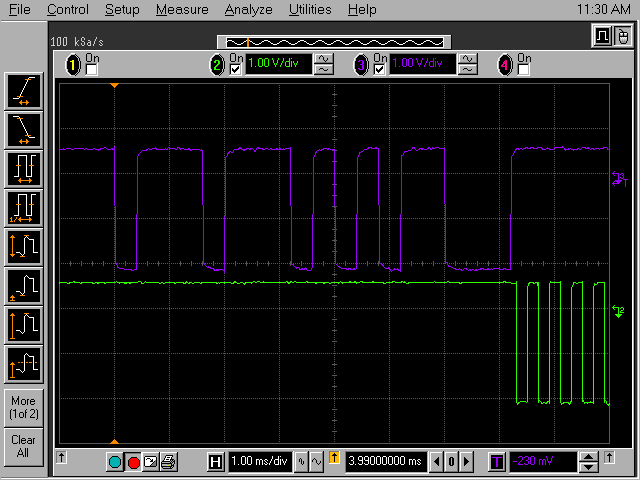 File Control Setup Measure Analyze Utilities Help 11:30 AM
100 kSa/s
1 On 2 On 1.00 V/div 3 On 1.00 V/div 4 On
More
(1of 2)
Clear
All
H 1.00 ms/div 3.99000000 ms 0 T -230 mV